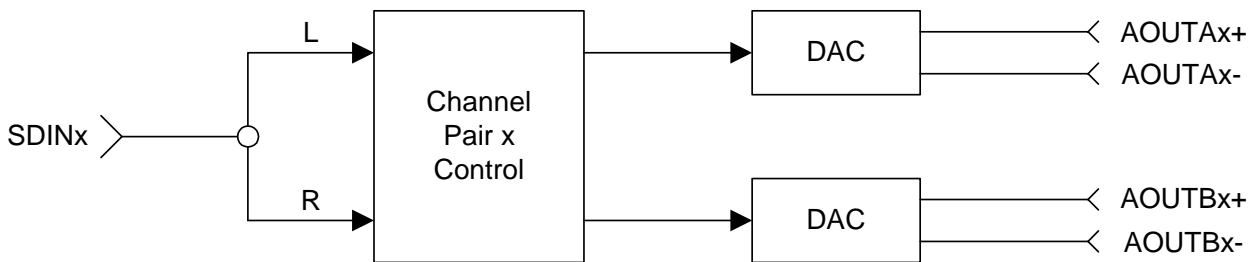 SDINx
L
R
Channel
Pair x
Control
DAC
AOUTAx+
AOUTAx-
DAC
AOUTBx+
AOUTBx-